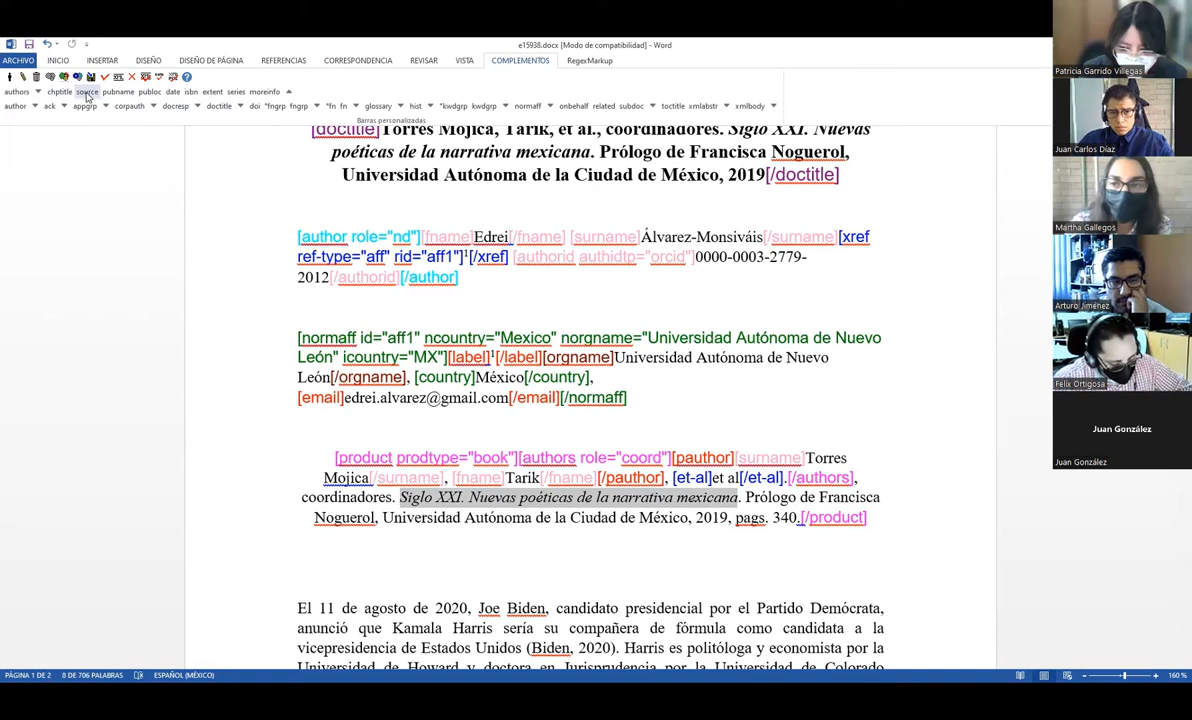 e15938.docx [Modo de compatibilidad] - Word
ARCHIVO INICIO INSERTAR DISEÑO DISEÑO DE PÁGINA REFERENCIAS CORRESPONDENCIA REVISAR VISTA COMPLEMENTOS RegexMarkup
authors chptitle source pubname publoc date isbn extent series moreinfo
author ack appgrp corpauth docresp doctitle doi *fngrp fngrp *fn fn glossary hist *kwdgrp kwdgrp normaff onbehalf related subdoc toctitle xmlabstr xmlbody
Barras personalizadas
[doctitle]Torres Mojica, Tarik, et al., coordinadores. Siglo XXI. Nuevas
poéticas de la narrativa mexicana. Prólogo de Francisca Noguerol,
Universidad Autónoma de la Ciudad de México, 2019[/doctitle]
[author role="nd"][fname]Edrei[/fname] [surname]Álvarez-Monsiváis[/surname][xref
ref-type="aff" rid="aff1"]¹[/xref] [authorid authidtp="orcid"]0000-0003-2779-
2012[/authorid][/author]
[normaff id="aff1" ncountry="Mexico" norgname="Universidad Autónoma de Nuevo
León" icountry="MX"][label]¹[/label][orgname]Universidad Autónoma de Nuevo
León[/orgname], [country]México[/country],
[email]edrei.alvarez@gmail.com[/email][/normaff]
[product prodtype="book"][authors role="coord"][pauthor][surname]Torres
Mojica[/surname], [fname]Tarik[/fname][/pauthor], [et-al]et al[/et-al].[/authors],
coordinadores. Siglo XXI. Nuevas poéticas de la narrativa mexicana. Prólogo de Francisca
Noguerol, Universidad Autónoma de la Ciudad de México, 2019, pags. 340.[/product]
El 11 de agosto de 2020, Joe Biden, candidato presidencial por el Partido Demócrata,
anunció que Kamala Harris sería su compañera de fórmula como candidata a la
vicepresidencia de Estados Unidos (Biden, 2020). Harris es politóloga y economista por la
Universidad de Howard y doctora en Jurisprudencia por la Universidad de Colorado
PÁGINA 1 DE 2 8 DE 706 PALABRAS ESPAÑOL (MÉXICO) 160 %
Patricia Garrido Villegas
Juan Carlos Díaz
Martha Gallegos
Arturo Jiménez
Felix Ortigosa
Juan González
Juan González